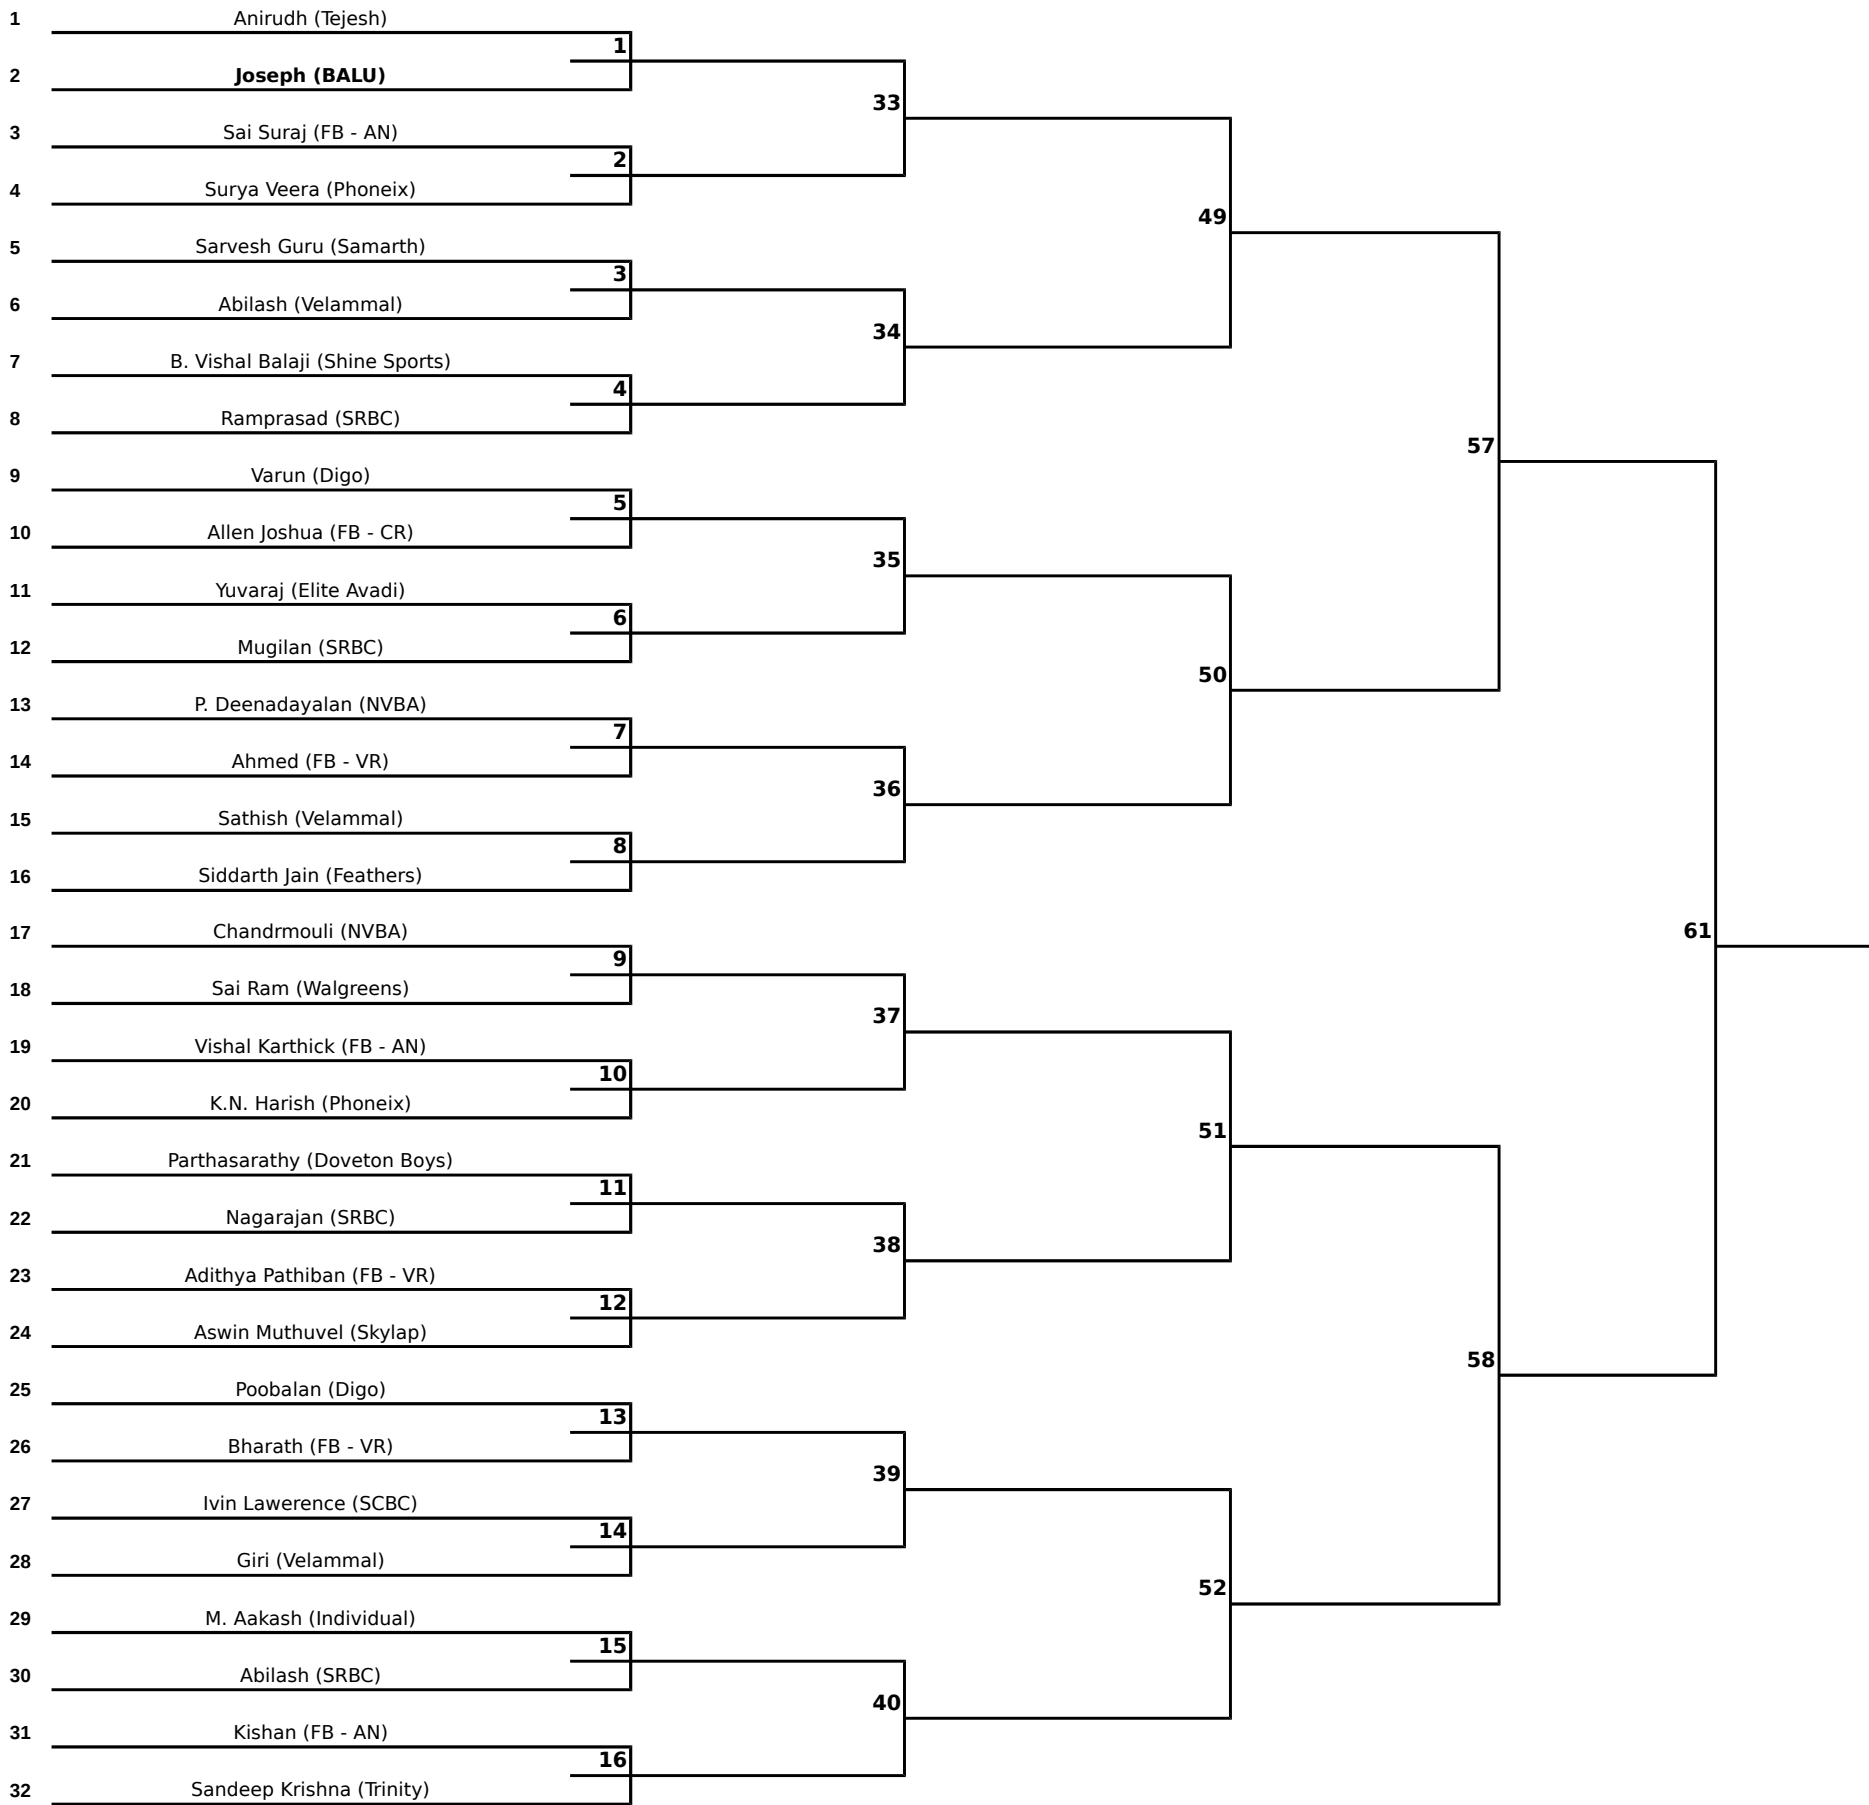 1 Anirudh (Tejesh)
1
2 Joseph (BALU)
33
3 Sai Suraj (FB - AN)
2
4 Surya Veera (Phoneix)
49
5 Sarvesh Guru (Samarth)
3
6 Abilash (Velammal)
34
7 B. Vishal Balaji (Shine Sports)
4
8 Ramprasad (SRBC)
57
9 Varun (Digo)
5
10 Allen Joshua (FB - CR)
35
11 Yuvaraj (Elite Avadi)
6
12 Mugilan (SRBC)
50
13 P. Deenadayalan (NVBA)
7
14 Ahmed (FB - VR)
36
15 Sathish (Velammal)
8
16 Siddarth Jain (Feathers)
61
17 Chandrmouli (NVBA)
9
18 Sai Ram (Walgreens)
37
19 Vishal Karthick (FB - AN)
10
20 K.N. Harish (Phoneix)
51
21 Parthasarathy (Doveton Boys)
11
22 Nagarajan (SRBC)
38
23 Adithya Pathiban (FB - VR)
12
24 Aswin Muthuvel (Skylap)
58
25 Poobalan (Digo)
13
26 Bharath (FB - VR)
39
27 Ivin Lawerence (SCBC)
14
28 Giri (Velammal)
52
29 M. Aakash (Individual)
15
30 Abilash (SRBC)
40
31 Kishan (FB - AN)
16
32 Sandeep Krishna (Trinity)